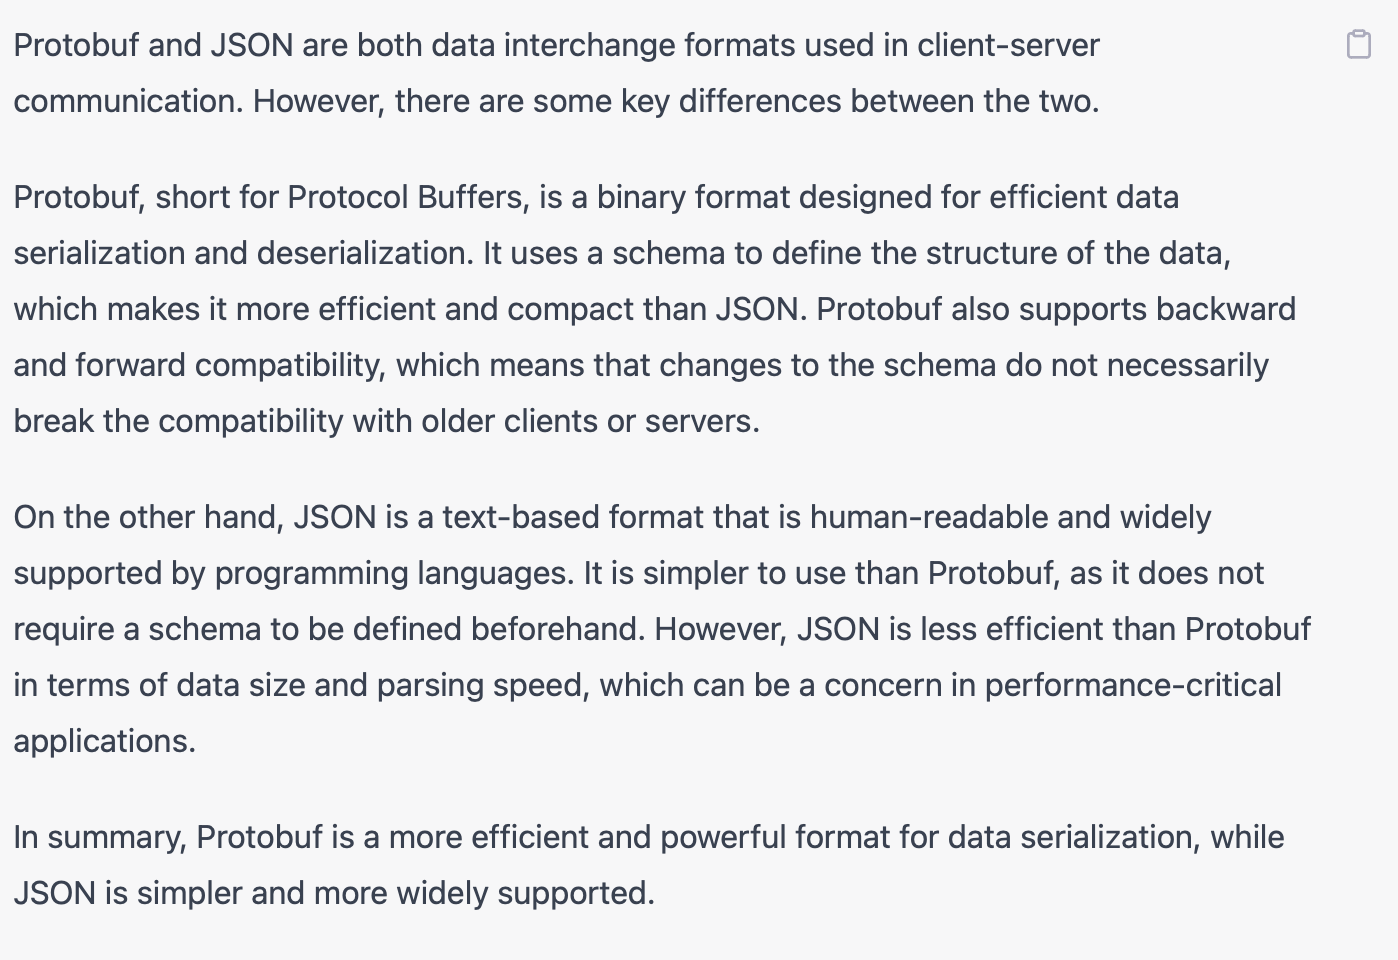 Protobuf and JSON are both data interchange formats used in client-server
communication. However, there are some key differences between the two.
Protobuf, short for Protocol Buffers, is a binary format designed for efficient data
serialization and deserialization. It uses a schema to define the structure of the data,
which makes it more efficient and compact than JSON. Protobuf also supports backward
and forward compatibility, which means that changes to the schema do not necessarily
break the compatibility with older clients or servers.
On the other hand, JSON is a text-based format that is human-readable and widely
supported by programming languages. It is simpler to use than Protobuf, as it does not
require a schema to be defined beforehand. However, JSON is less efficient than Protobuf
in terms of data size and parsing speed, which can be a concern in performance-critical
applications.
In summary, Protobuf is a more efficient and powerful format for data serialization, while
JSON is simpler and more widely supported.